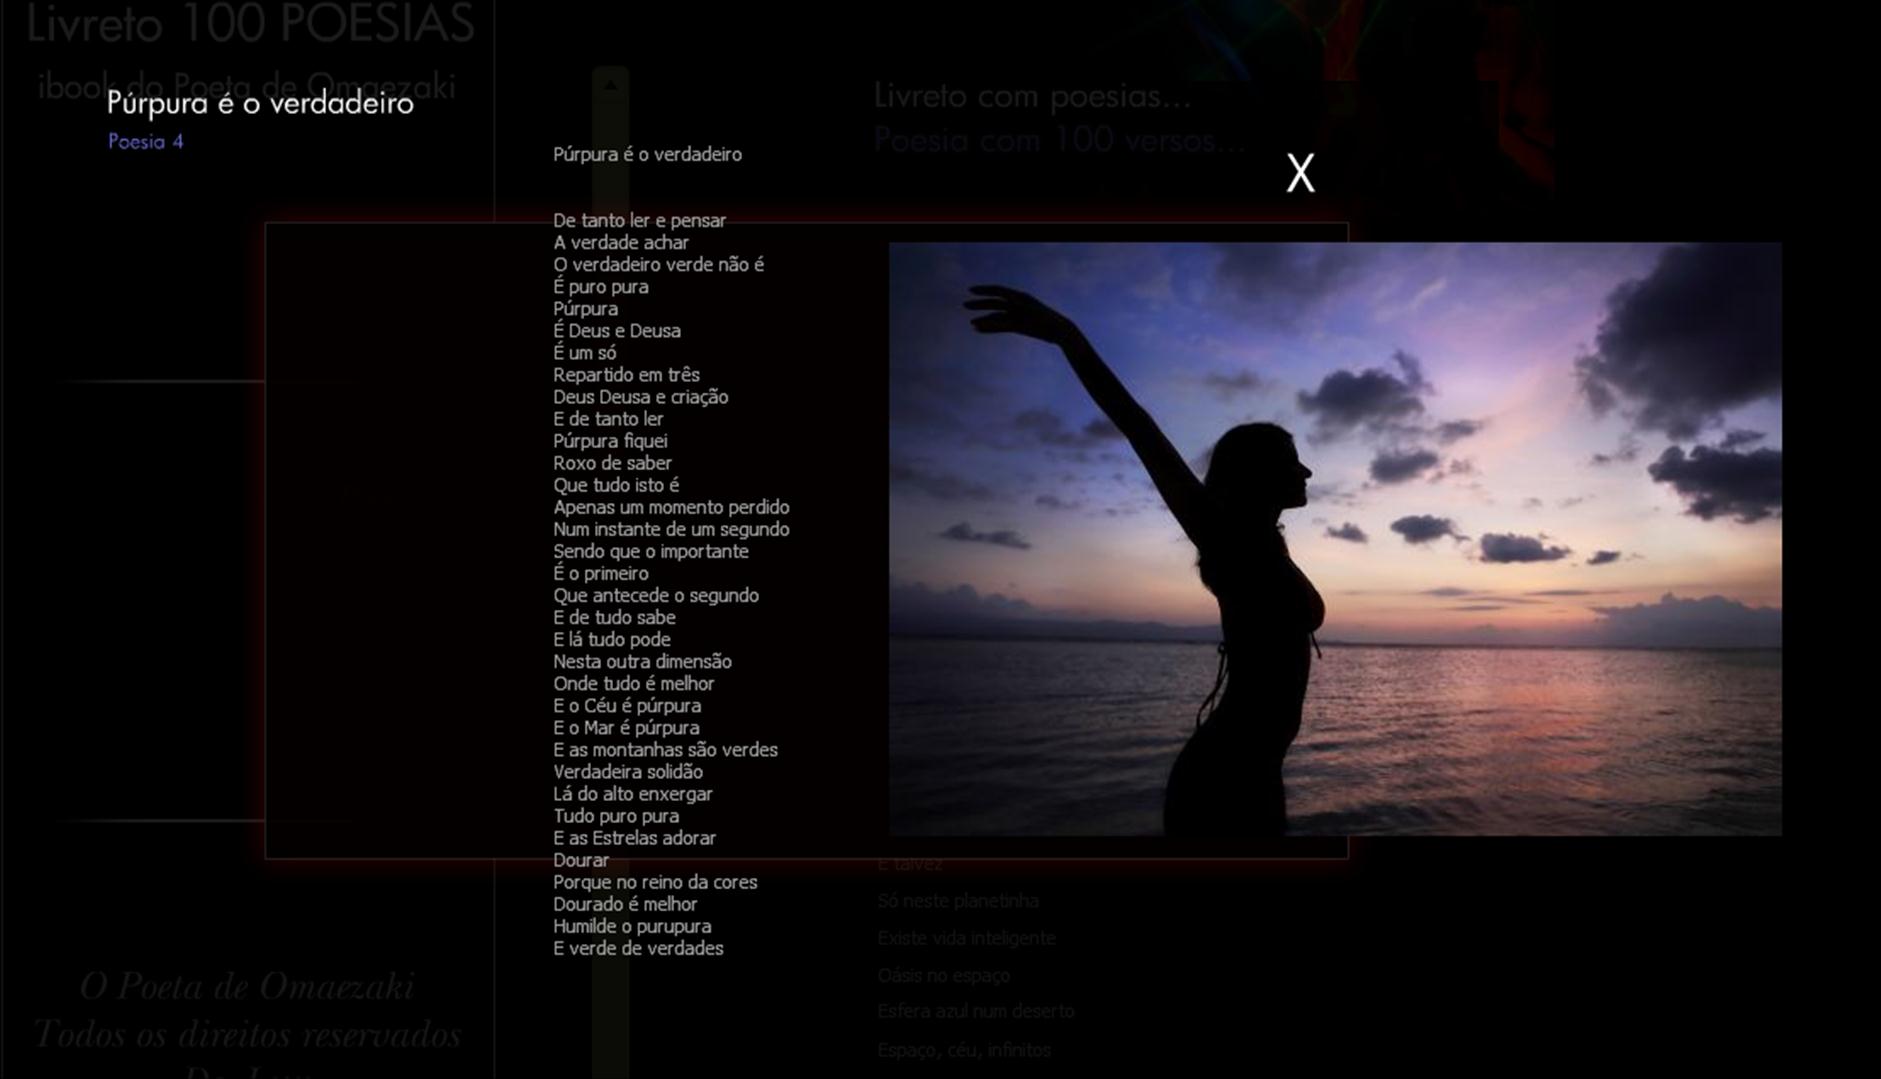 Livreto 100 POESIAS
ibook do Poeta de Omaezaki
Púrpura é o verdadeiro
Poesia 4
Livreto com poesias...
Poesia com 100 versos...
X
Púrpura é o verdadeiro
De tanto ler e pensar
A verdade achar
O verdadeiro verde não é
É puro pura
Púrpura
É Deus e Deusa
É um só
Repartido em três
Deus Deusa e criação
E de tanto ler
Púrpura fiquei
Roxo de saber
Que tudo isto é
Apenas um momento perdido
Num instante de um segundo
Sendo que o importante
É o primeiro
Que antecede o segundo
E de tudo sabe
E lá tudo pode
Nesta outra dimensão
Onde tudo é melhor
E o Céu é púrpura
E o Mar é púrpura
E as montanhas são verdes
Verdadeira solidão
Lá do alto enxergar
Tudo puro pura
E as Estrelas adorar
Dourar
Porque no reino da cores
Dourado é melhor
Humilde o purupura
E verde de verdades
E talvez
Só neste planetinha
Existe vida inteligente
Oásis no espaço
Esfera azul num deserto
Espaço, céu, infinitos
O Poeta de Omaezaki
Todos os direitos reservados